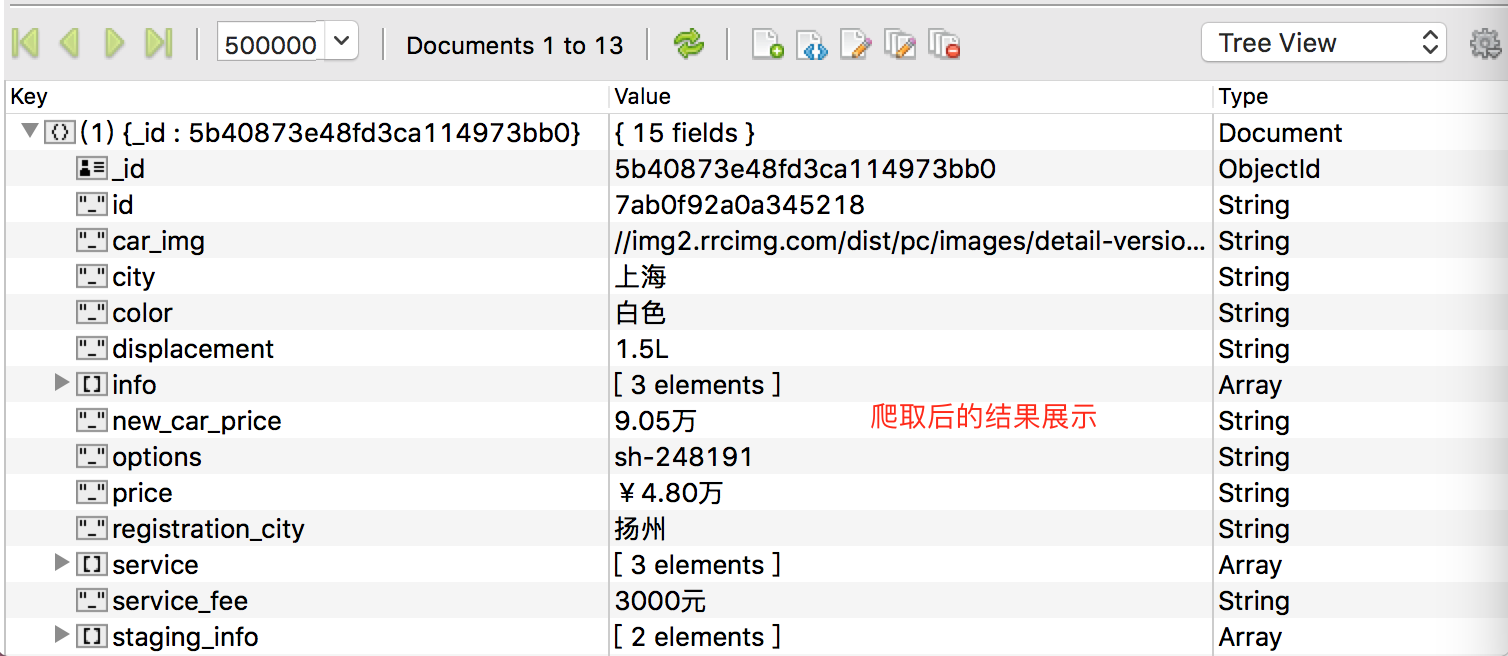 500000 Documents 1 to 13 Tree View
Key Value Type
(1) {_id : 5b40873e48fd3ca114973bb0} { 15 fields } Document
_id 5b40873e48fd3ca114973bb0 ObjectId
id 7ab0f92a0a345218 String
car_img //img2.rrcimg.com/dist/pc/images/detail-versio... String
city 上海 String
color 白色 String
displacement 1.5L String
info [ 3 elements ] Array
new_car_price 9.05万 爬取后的结果展示 String
options sh-248191 String
price ￥4.80万 String
registration_city 扬州 String
service [ 3 elements ] Array
service_fee 3000元 String
staging_info [ 2 elements ] Array